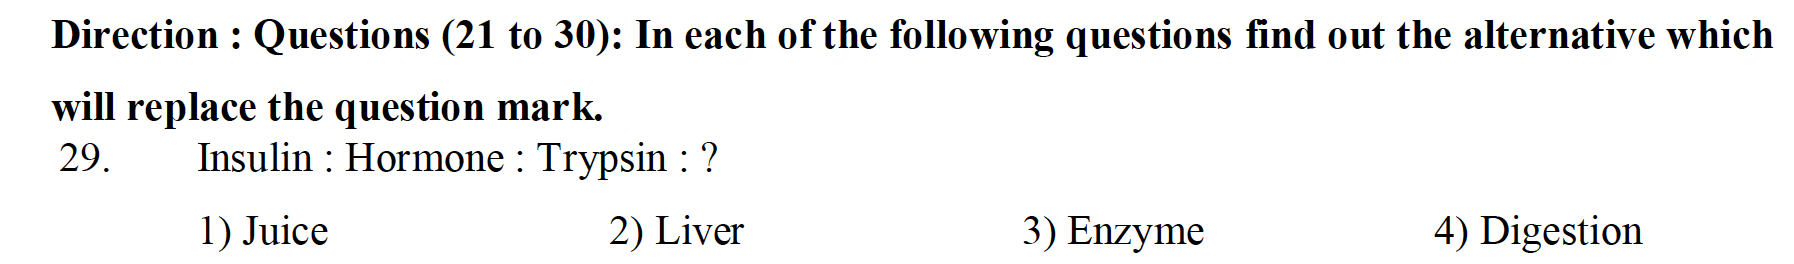 Direction : Questions (21 to 30): In each of the following questions find out the alternative which
will replace the question mark.
29. Insulin : Hormone : Trypsin : ?
1) Juice 2) Liver 3) Enzyme 4) Digestion